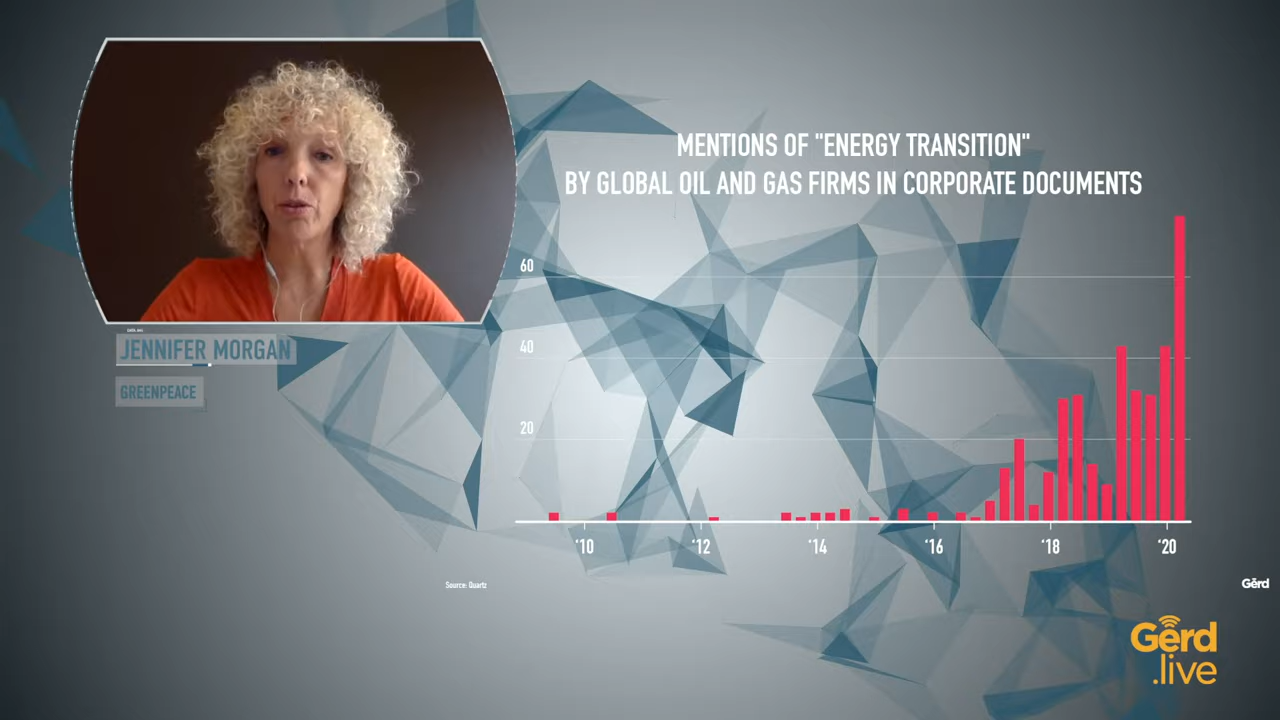 MENTIONS OF "ENERGY TRANSITION"
BY GLOBAL OIL AND GAS FIRMS IN CORPORATE DOCUMENTS
60
40
20
'10 '12 '14 '16 '18 '20
JENNIFER MORGAN
GREENPEACE
Source: Quartz
Gerd
Gerd
.live